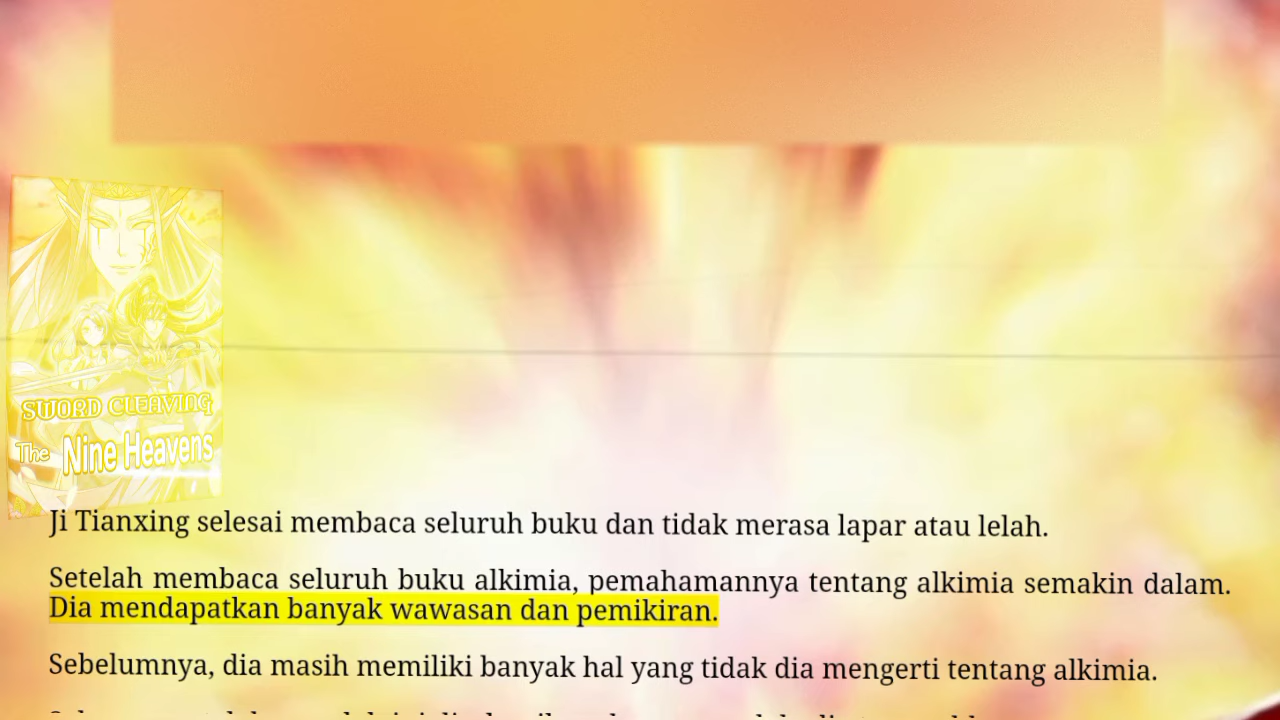 SWORD CLEAVING
The Nine Heavens
Ji Tianxing selesai membaca seluruh buku dan tidak merasa lapar atau lelah.
Setelah membaca seluruh buku alkimia, pemahamannya tentang alkimia semakin dalam.
Dia mendapatkan banyak wawasan dan pemikiran.
Sebelumnya, dia masih memiliki banyak hal yang tidak dia mengerti tentang alkimia.